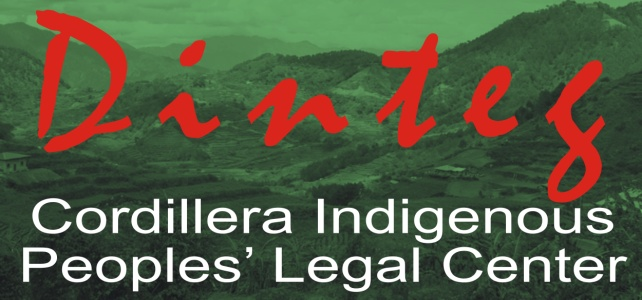 Dinteg
Cordillera Indigenous
Peoples’ Legal Center